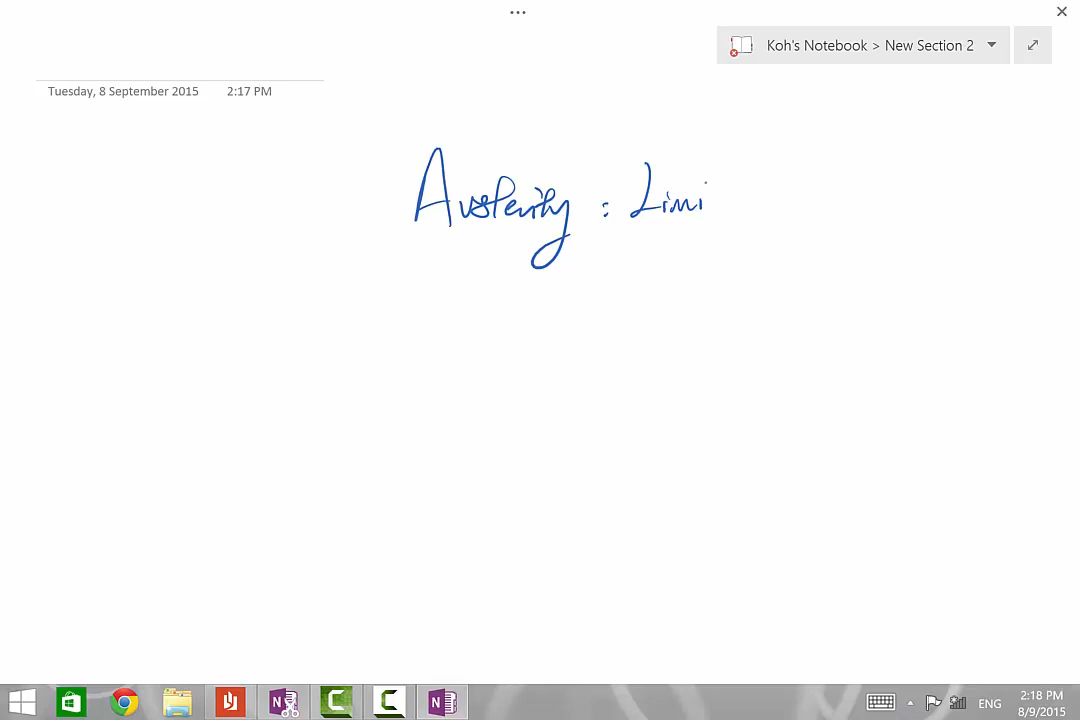 Koh's Notebook > New Section 2
Tuesday, 8 September 2015 2:17 PM
Austerity : Limi
ENG
2:18 PM
8/9/2015